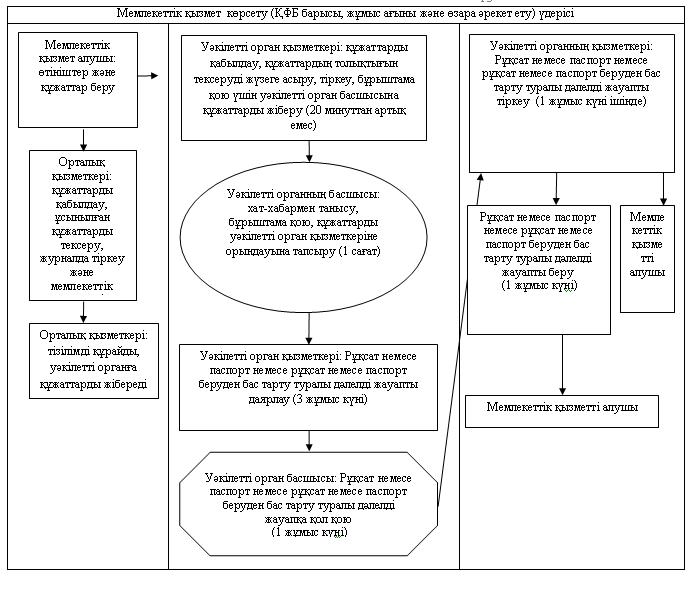 Мемлекеттік қызмет көрсету (ҚФБ барысы, жұмыс ағыны және өзара әрекет ету) үдерісі
Мемлекеттік
қызмет алушы:
өтініштер және
құжаттар беру
Орталық
қызметкері:
құжаттарды
қабылдау,
ұсынылған
құжаттарды
тексеру,
журналда тіркеу
және
мемлекеттік
Орталық қызметкері:
тізілімді құрайды,
уәкілетті органға
құжаттарды жібереді
Уәкілетті орган қызметкері: құжаттарды
қабылдау, құжаттардың толықтығын
тексеруді жүзеге асыру, тіркеу, бұрыштама
қою үшін уәкілетті орган басшысына
құжаттарды жіберу (20 минуттан артық
емес)
Уәкілетті органның басшысы:
хат-хабармен танысу,
бұрыштама қою, құжаттарды
уәкілетті орган қызметкеріне
орындауына тапсыру (1 сағат)
Уәкілетті орган қызметкері: Рұқсат немесе
паспорт немесе рұқсат немесе паспорт
беруден бас тарту туралы дәлелді жауапты
даярлау (3 жұмыс күні)
Уәкілетті орган басшысы: Рұқсат немесе
паспорт немесе рұқсат немесе паспорт
беруден бас тарту туралы дәлелді
жауапқа қол қою
(1 жұмыс күні)
Уәкілетті органның қызметкері:
Рұқсат немесе паспорт немесе
рұқсат немесе паспорт беруден бас
тарту туралы дәлелді жауапты
тіркеу (1 жұмыс күні ішінде)
Рұқсат немесе паспорт
немесе рұқсат немесе
паспорт беруден бас
тарту туралы дәлелді
жауапты беру
(1 жұмыс күні)
Мемле
кеттік
қызме
тті
алушы
Мемлекеттік қызметті алушы